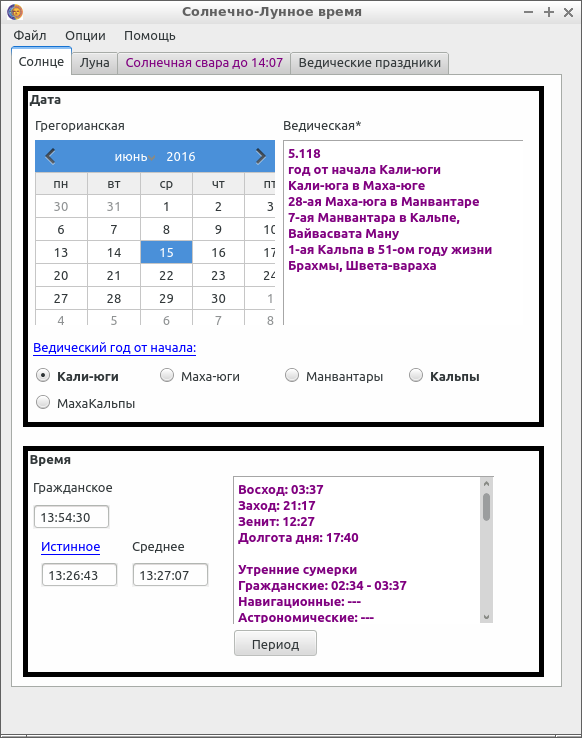 Солнечно-Лунное время
Файл Опции Помощь
Солнце Луна Солнечная свара до 14:07 Ведические праздники
Дата
Грегорианская Ведическая*
июнь 2016
пн вт ср чт пт
30 31 1 2 3
6 7 8 9 10
13 14 15 16 17
20 21 22 23 24
27 28 29 30 1
4 5 6 7 8
5.118
год от начала Кали-юги
Кали-юга в Маха-юге
28-ая Маха-юга в Манвантаре
7-ая Манвантара в Кальпе,
Вайвасвата Ману
1-ая Кальпа в 51-ом году жизни
Брахмы, Швета-вараха
Ведический год от начала:
Кали-юги Маха-юги Манвантары Кальпы
МахаКальпы
Время
Гражданское
13:54:30
Истинное Среднее
13:26:43 13:27:07
Восход: 03:37
Заход: 21:17
Зенит: 12:27
Долгота дня: 17:40
Утренние сумерки
Гражданские: 02:34 - 03:37
Навигационные: ---
Астрономические: ---
Период